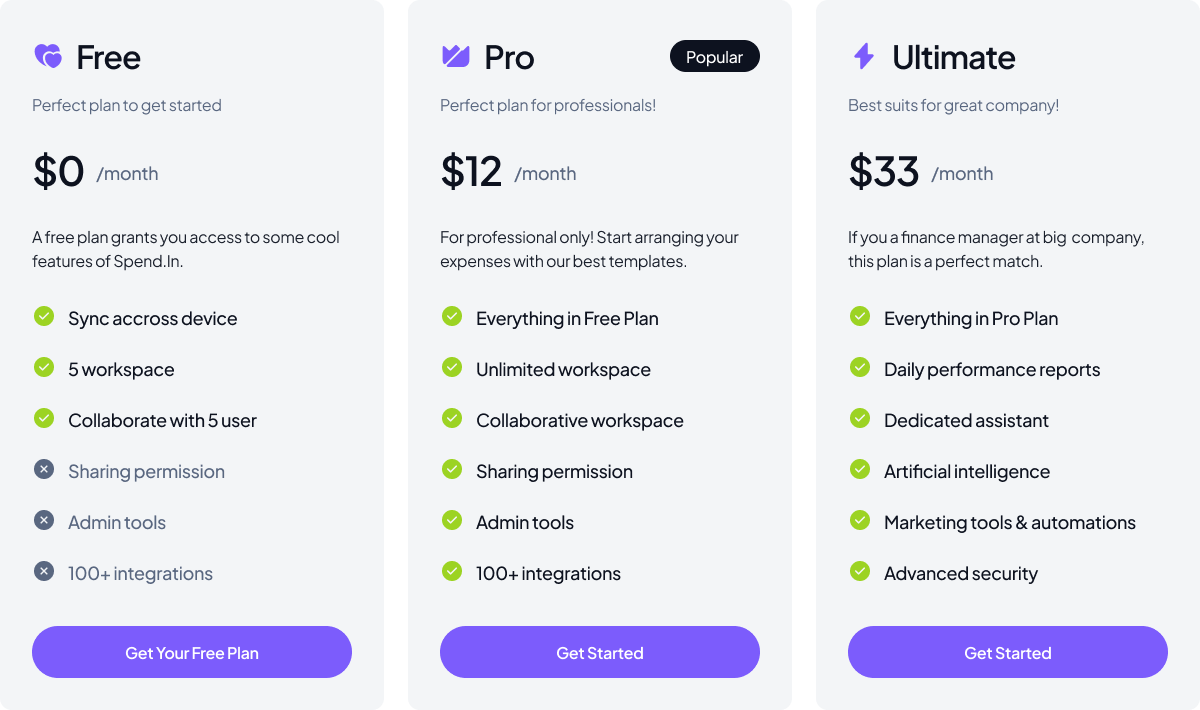 Free
Perfect plan to get started
$0 /month
A free plan grants you access to some cool
features of Spend.In.
Sync accross device
5 workspace
Collaborate with 5 user
Sharing permission
Admin tools
100+ integrations
Get Your Free Plan
Pro
Popular
Perfect plan for professionals!
$12 /month
For professional only! Start arranging your
expenses with our best templates.
Everything in Free Plan
Unlimited workspace
Collaborative workspace
Sharing permission
Admin tools
100+ integrations
Get Started
Ultimate
Best suits for great company!
$33 /month
If you a finance manager at big company,
this plan is a perfect match.
Everything in Pro Plan
Daily performance reports
Dedicated assistant
Artificial intelligence
Marketing tools & automations
Advanced security
Get Started